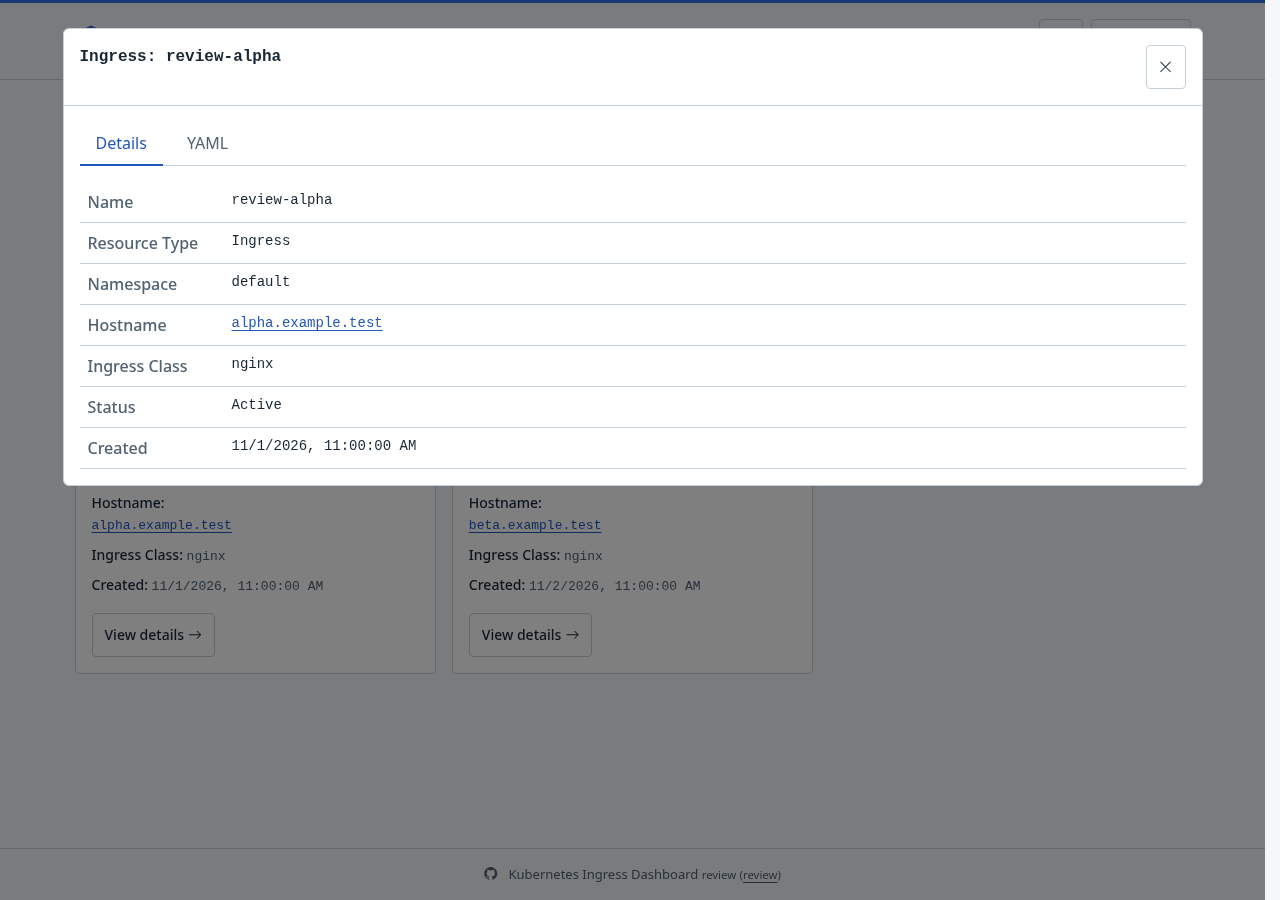 Ingress: review-alpha
Details YAML
Name review-alpha
Resource Type Ingress
Namespace default
Hostname alpha.example.test
Ingress Class nginx
Status Active
Created 11/1/2026, 11:00:00 AM
Hostname:
alpha.example.test
Ingress Class: nginx
Created: 11/1/2026, 11:00:00 AM
View details →
Hostname:
beta.example.test
Ingress Class: nginx
Created: 11/2/2026, 11:00:00 AM
View details →
Kubernetes Ingress Dashboard review (review)